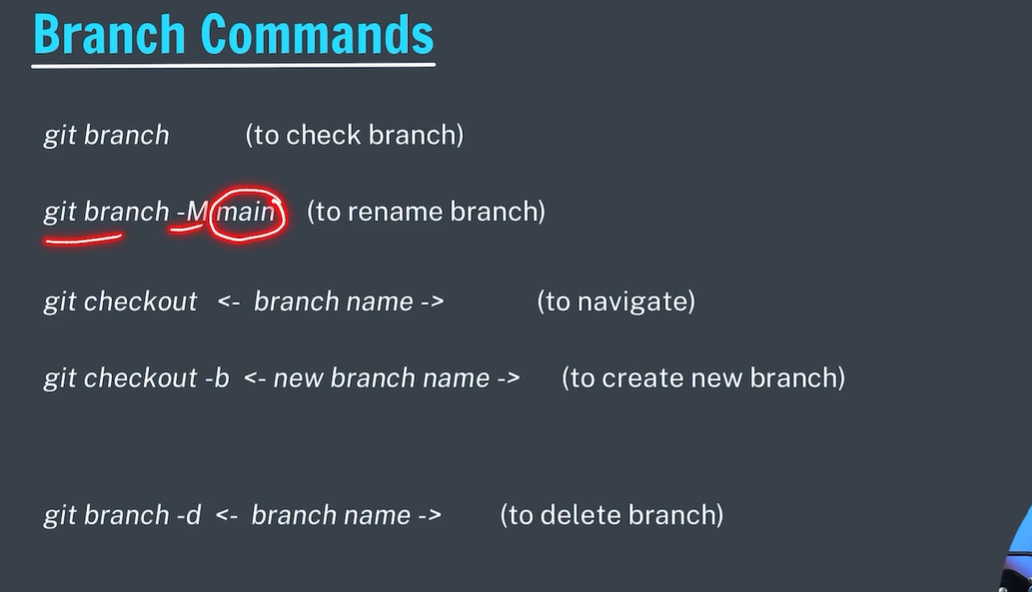 Branch Commands
git branch (to check branch)
git branch -M main (to rename branch)
git checkout <- branch name -> (to navigate)
git checkout -b <- new branch name -> (to create new branch)
git branch -d <- branch name -> (to delete branch)